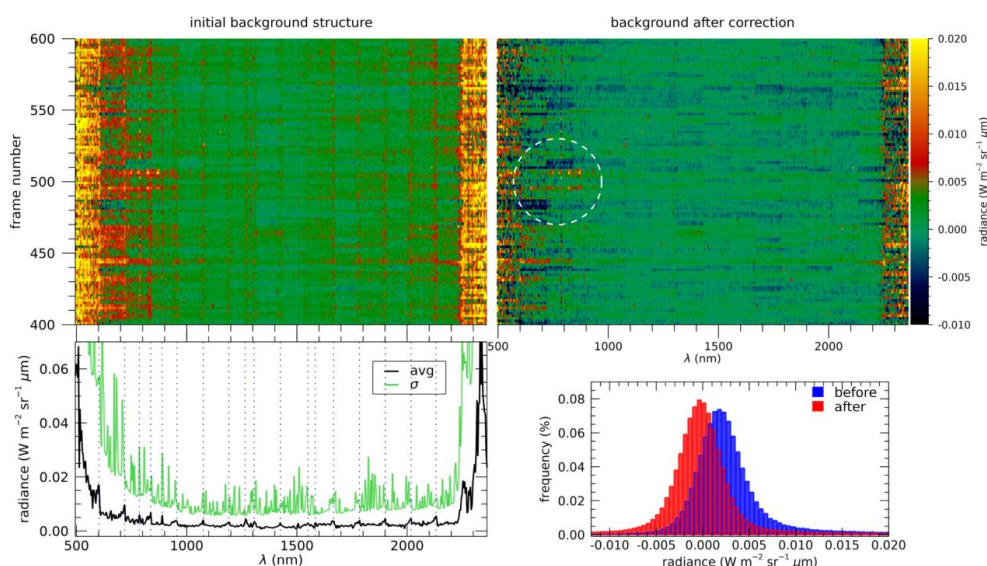 initial background structure
background after correction
600
550
500
450
400
frame number
500
1000
2000
λ (nm)
0.020
0.015
0.010
0.005
0.000
-0.005
-0.010
radiance (W m⁻² sr⁻¹ μm)
0.06
0.04
0.02
0.00
radiance (W m⁻² sr⁻¹ μm)
avg
σ
500
1000
1500
2000
λ (nm)
before
after
0.08
0.06
0.04
0.02
0.00
frequency (%)
-0.010
-0.005
0.000
0.005
0.010
0.015
0.020
radiance (W m⁻² sr⁻¹ μm)